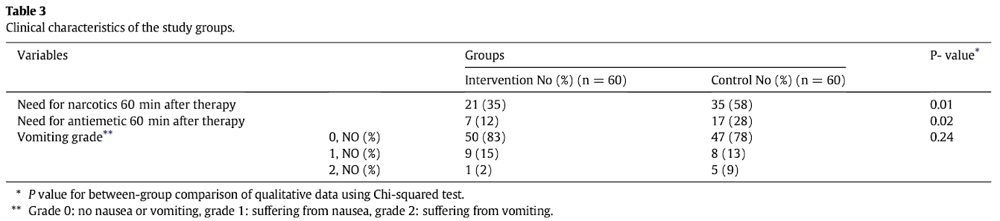 Table 3
Clinical characteristics of the study groups.
Variables Groups P- value*
Intervention No (%) (n = 60) Control No (%) (n = 60)
Need for narcotics 60 min after therapy 21 (35) 35 (58) 0.01
Need for antiemetic 60 min after therapy 7 (12) 17 (28) 0.02
Vomiting grade** 0, NO (%) 50 (83) 47 (78) 0.24
1, NO (%) 9 (15) 8 (13)
2, NO (%) 1 (2) 5 (9)
* P value for between-group comparison of qualitative data using Chi-squared test.
** Grade 0: no nausea or vomiting, grade 1: suffering from nausea, grade 2: suffering from vomiting.